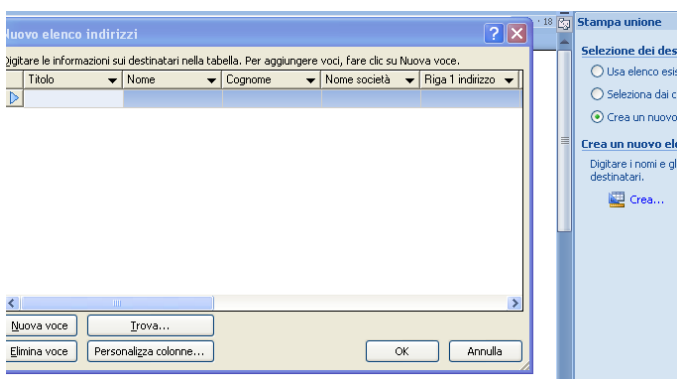 Nuovo elenco indirizzi
Digitare le informazioni sui destinatari nella tabella. Per aggiungere voci, fare clic su Nuova voce.
Titolo Nome Cognome Nome società Riga 1 indirizzo
Nuova voce Trova...
Elimina voce Personalizza colonne... OK Annulla
· 18
Stampa unione
Selezione dei des
Usa elenco esis
Seleziona dai c
Crea un nuovo
Crea un nuovo ele
Digitare i nomi e gl
destinatari.
Crea...